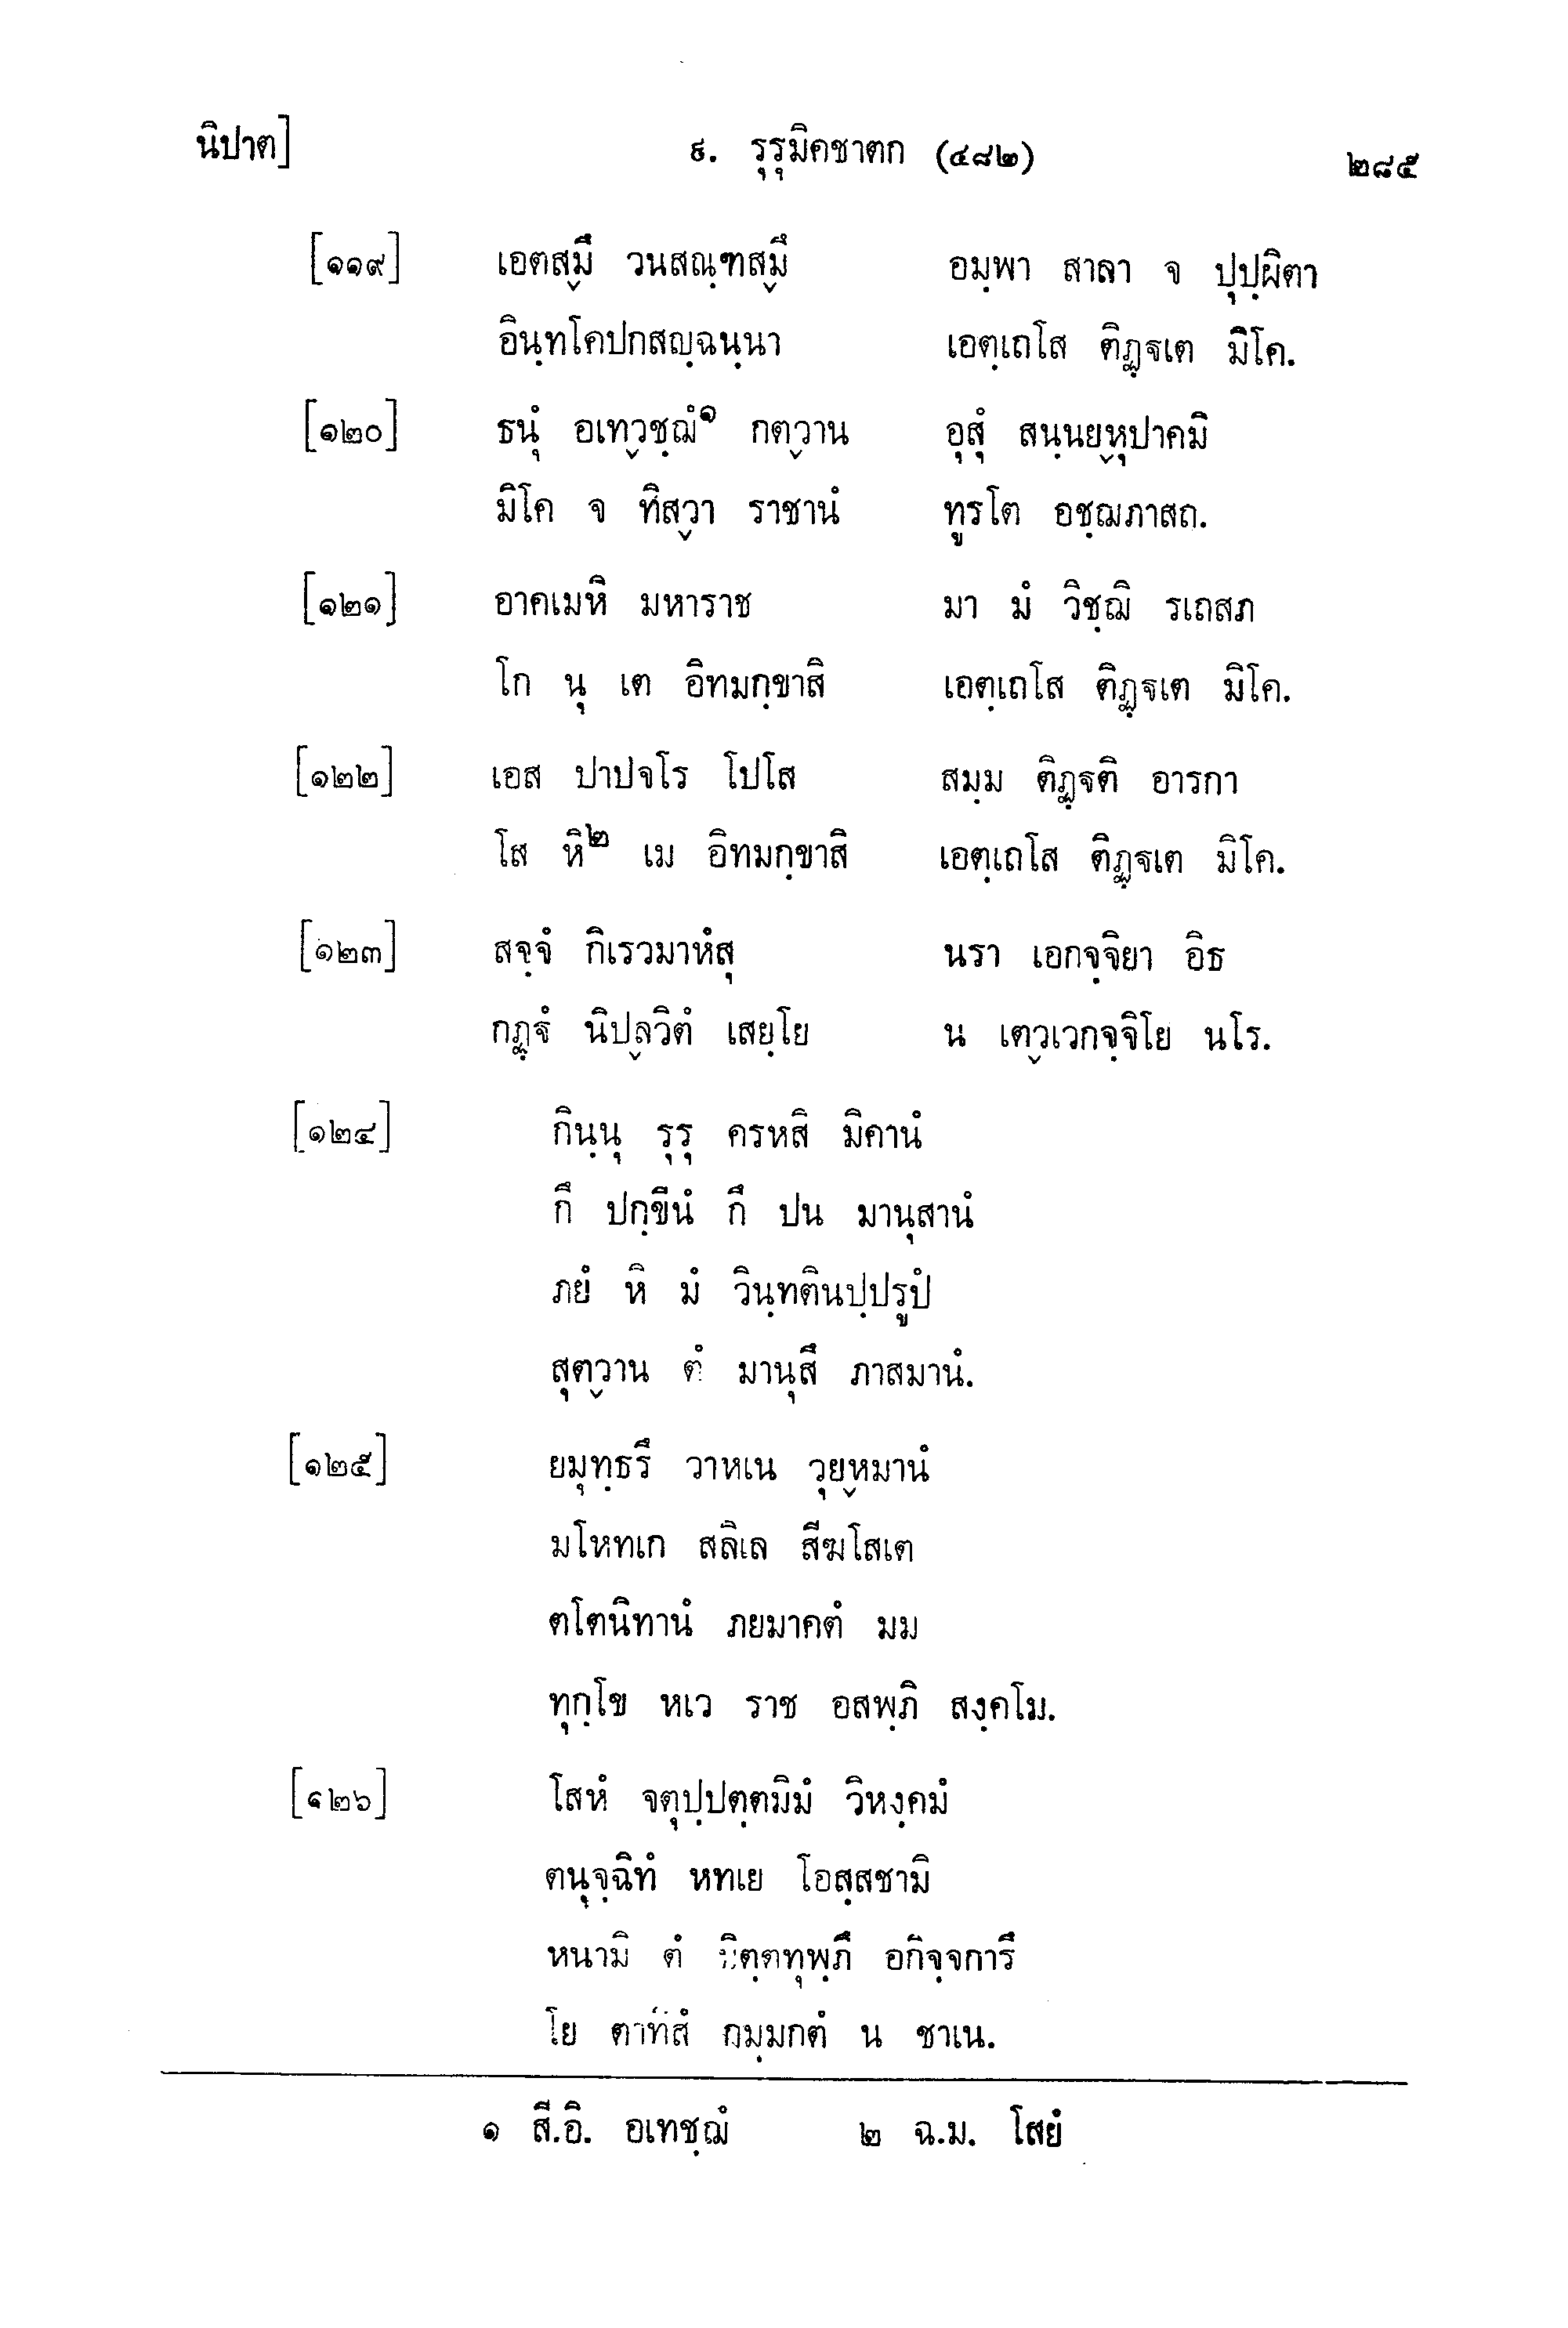 นิปาต] ๙. รุรุมิคชาตก (๔๘๒) ๒๘๕
[๑๑๙] เอตสฺมึ วนสณฺฑสฺมึ อมฺพา สาลา จ ปุปฺผิตา
อินฺทโคปกสญฺฉนฺนา เอตฺเถโส ติฏฺฐเต มิโค.
[๑๒๐] ธนุํ อเทฺวชฺฌํ๑ กตฺวาน อุสุํ สนฺนยฺหุปาคมิ
มิโค จ ทิสฺวา ราชานํ ทูรโต อชฺฌภาสถ.
[๑๒๑] อาคเมหิ มหาราช มา มํ วิชฺฌิ รเถสภ
โก นุ เต อิทมกฺขาสิ เอตฺเถโส ติฏฺฐเต มิโค.
[๑๒๒] เอส ปาปจโร โปโส สมฺม ติฏฺฐติ อารกา
โส หิ๒ เม อิทมกฺขาสิ เอตฺเถโส ติฏฺฐเต มิโค.
[๑๒๓] สจฺจํ กิเรวมาหํสุ นรา เอกจฺจิยา อิธ
กฏฺฐํ นิปฺลวิตํ เสยฺโย น เตฺวเวกจฺจิโย นโร.
[๑๒๔] กินฺนุ รุรุ ครหสิ มิคานํ
กึ ปกฺขีนํ กึ ปน มานุสานํ
ภยํ หิ มํ วินฺทตินปฺปรูปํ
สุตฺวาน ตํ มานุสึ ภาสมานํ.
[๑๒๕] ยมุทฺธรึ วาหเน วุยฺหมานํ
มโหทเก สลิเล สีฆโสเต
ตโตนิทานํ ภยมาคตํ มม
ทุกฺโข หเว ราช อสพฺภิ สงฺคโม.
[๑๒๖] โสหํ จตุปฺปตฺตมิมํ วิหงฺคมํ
ตนุจฺฉิทํ หทเย โอสฺสชามิ
หนามิ ตํ มิตฺตทุพฺภึ อกิจฺจการึ
โย ตาทิสํ กมฺมกตํ น ชาเน.
๑ สี.อิ. อเทชฺฌํ ๒ ฉ.ม. โสยํ